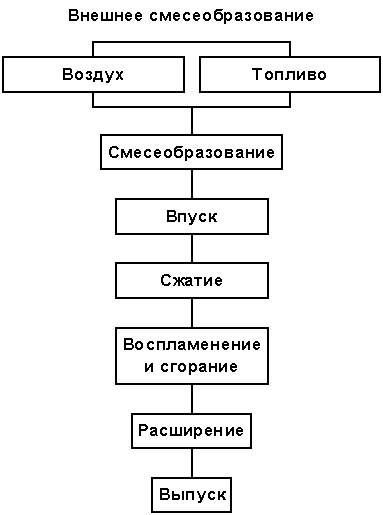 Внешнее смесеобразование
Воздух
Топливо
Смесеобразование
Впуск
Сжатие
Воспламенение
и сгорание
Расширение
Выпуск